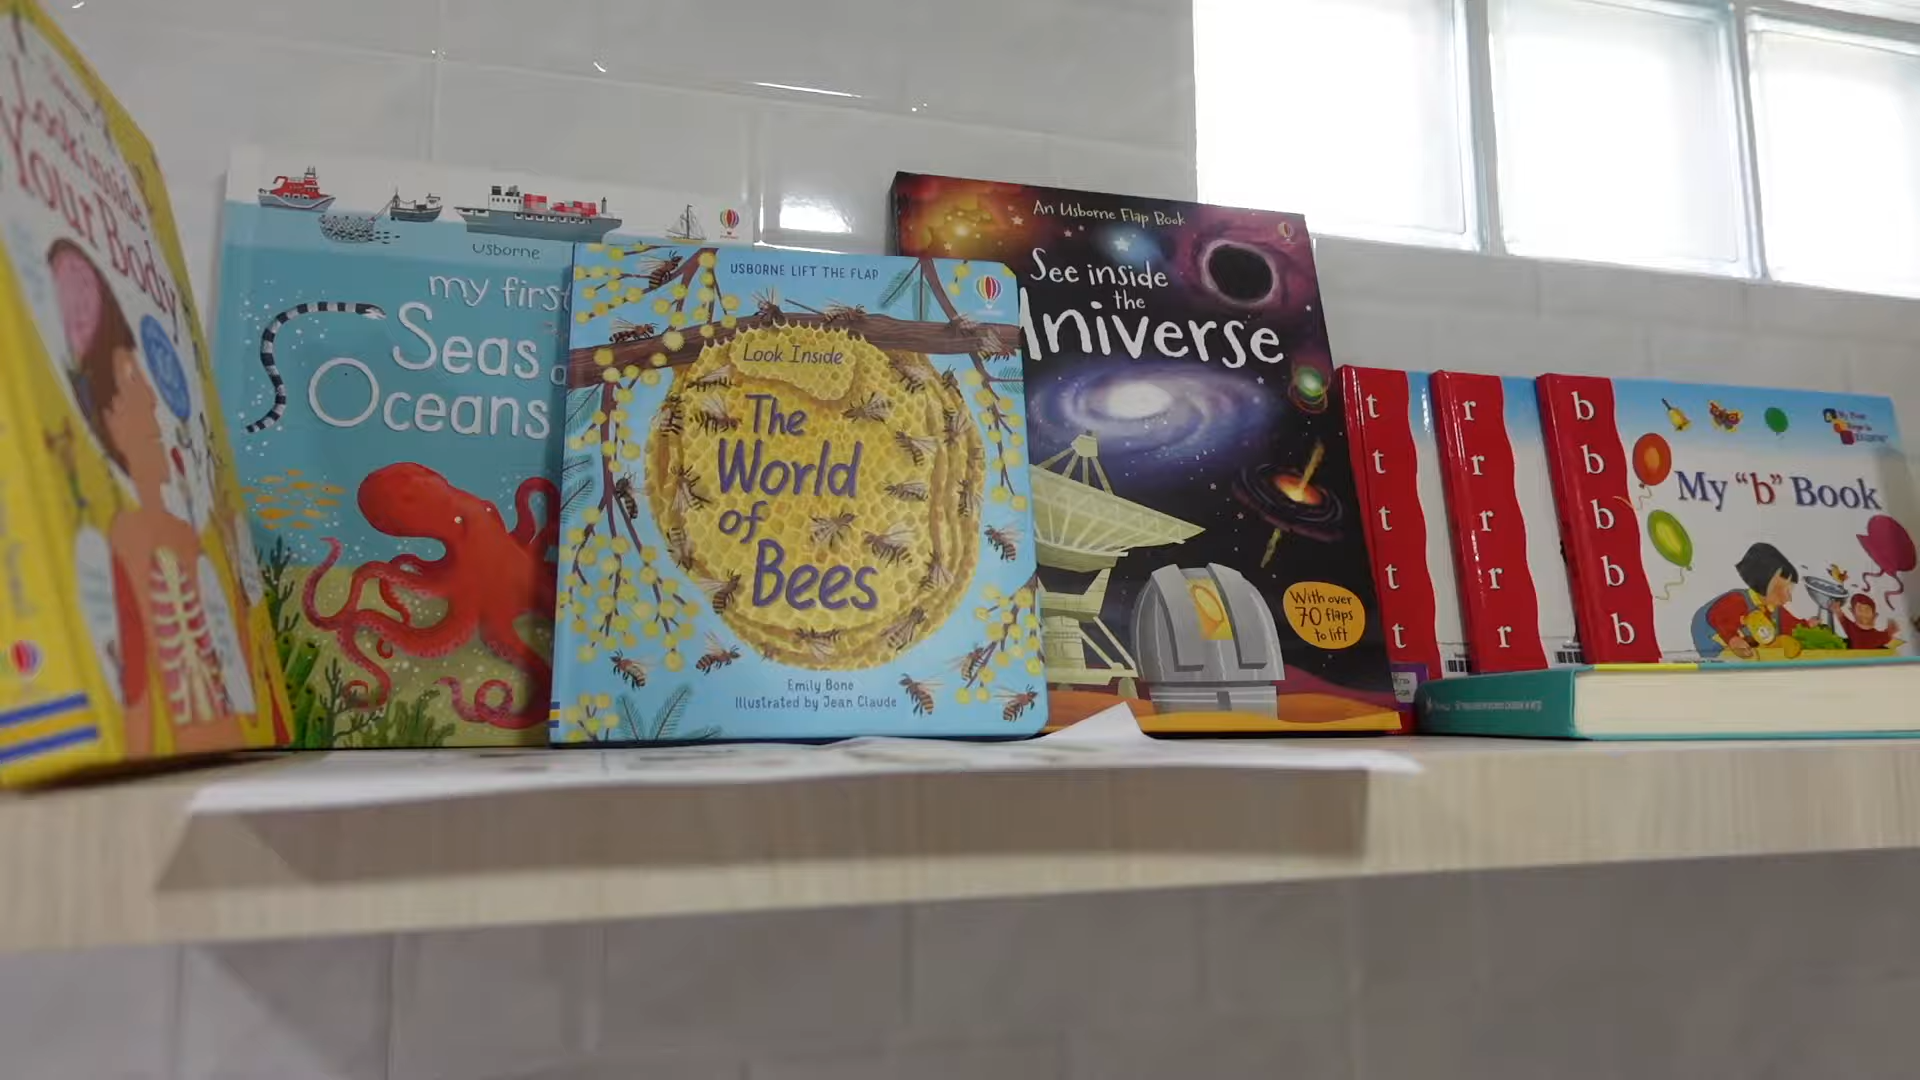 Look inside
Your Body
Usborne
my first
Seas
Oceans
USBORNE LIFT THE FLAP
Look Inside
The
World
of
Bees
Emily Bone
Illustrated by Jean Claude
An Usborne Flap Book
See inside
the
Universe
With over
70 flaps
to lift
t
t
t
t
t
r
r
r
r
b
b
b
b
b
My "b" Book